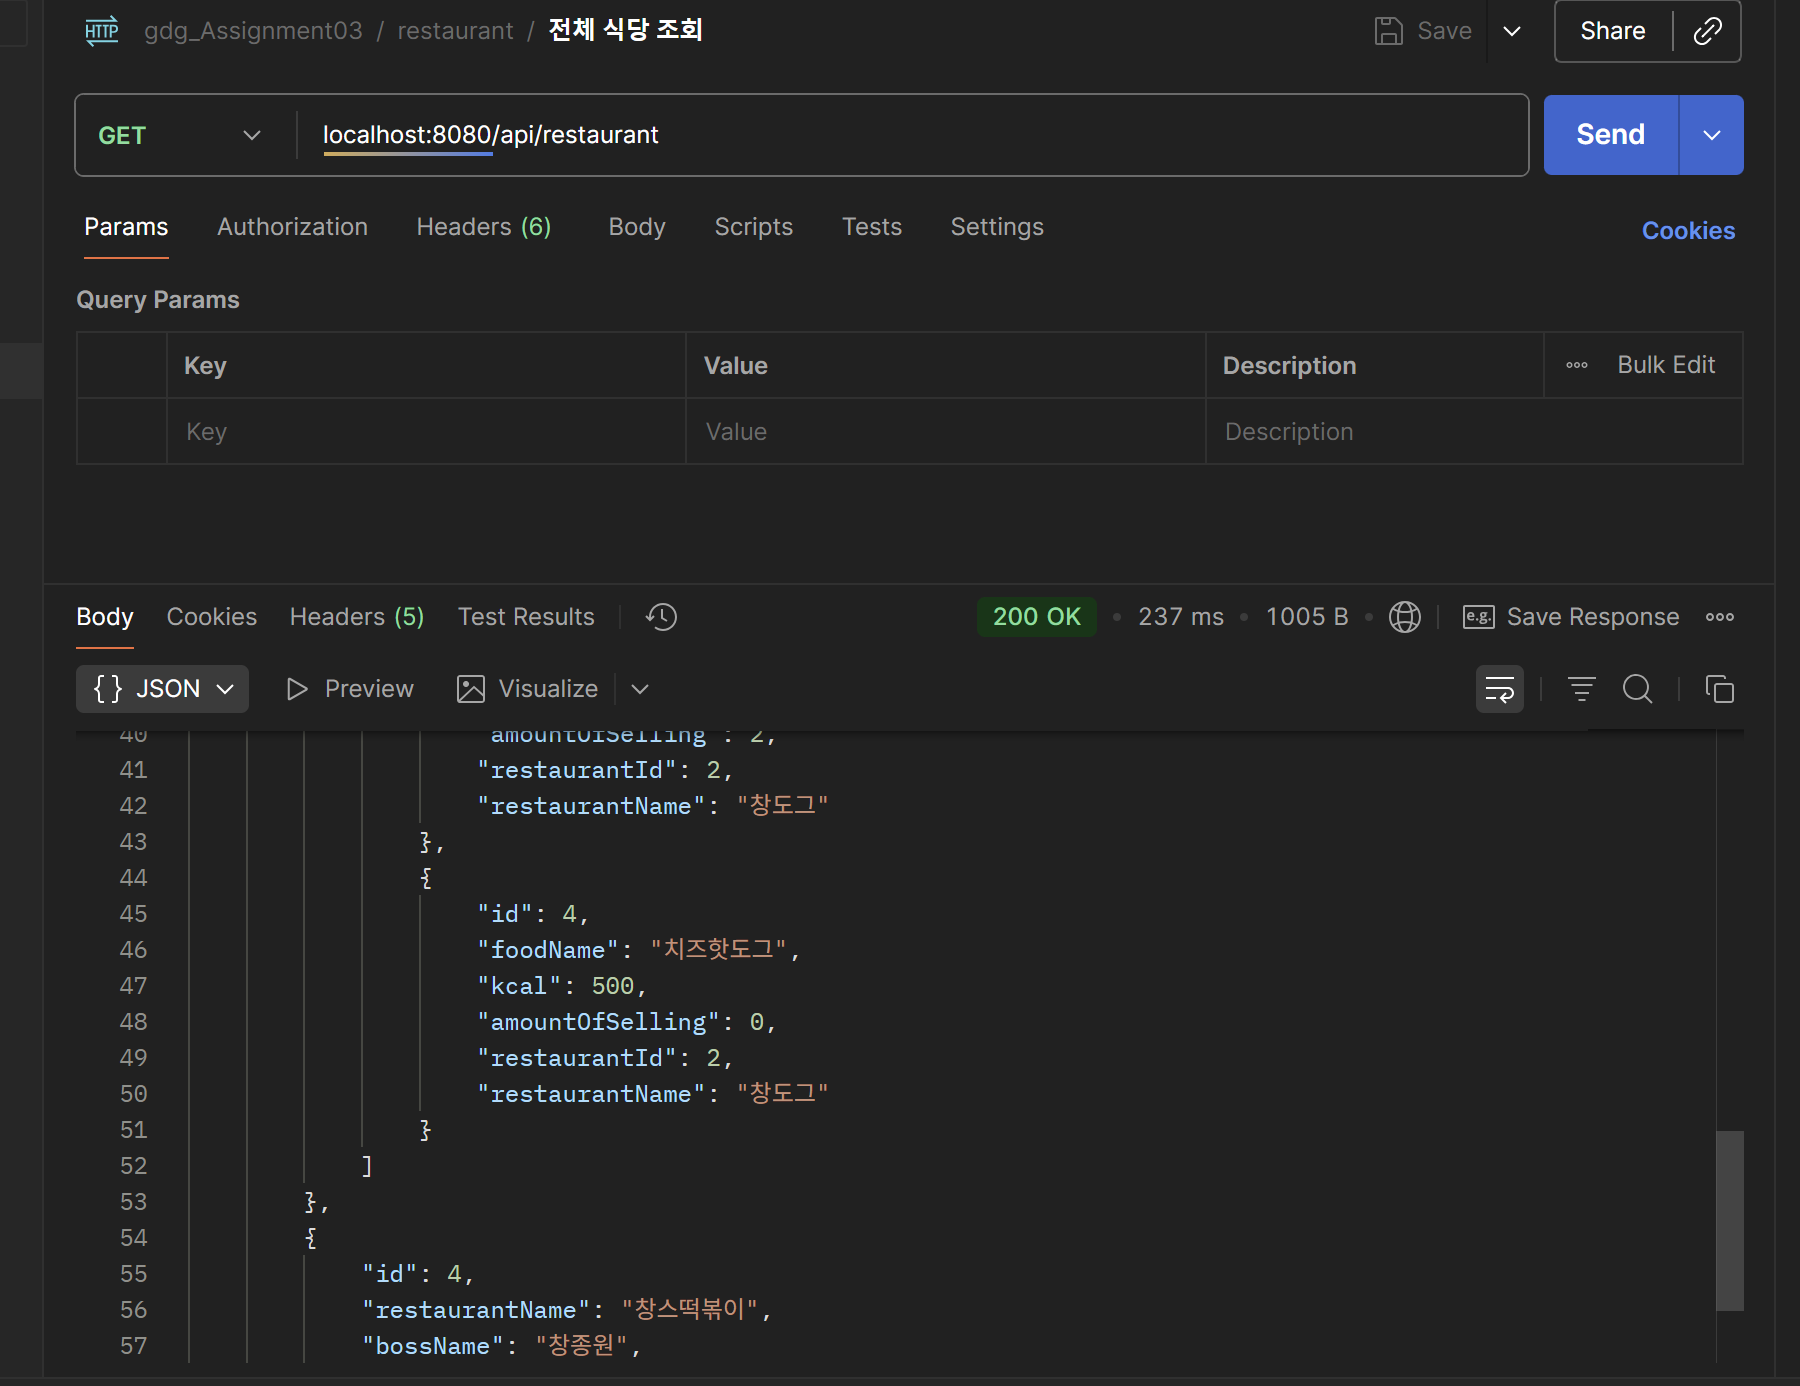 HTTP gdg_Assignment03 / restaurant / 전체 식당 조회 Save Share
GET localhost:8080/api/restaurant Send
Params Authorization Headers (6) Body Scripts Tests Settings Cookies
Query Params
Key Value Description Bulk Edit
Key Value Description
Body Cookies Headers (5) Test Results 200 OK • 237 ms • 1005 B • e.g. Save Response
{ } JSON Preview Visualize
40 "amountOfSelling": 2,
41 "restaurantId": 2,
42 "restaurantName": "창도그"
43 },
44 {
45 "id": 4,
46 "foodName": "치즈핫도그",
47 "kcal": 500,
48 "amountOfSelling": 0,
49 "restaurantId": 2,
50 "restaurantName": "창도그"
51 }
52 ]
53 },
54 {
55 "id": 4,
56 "restaurantName": "창스떡볶이",
57 "bossName": "창종원",